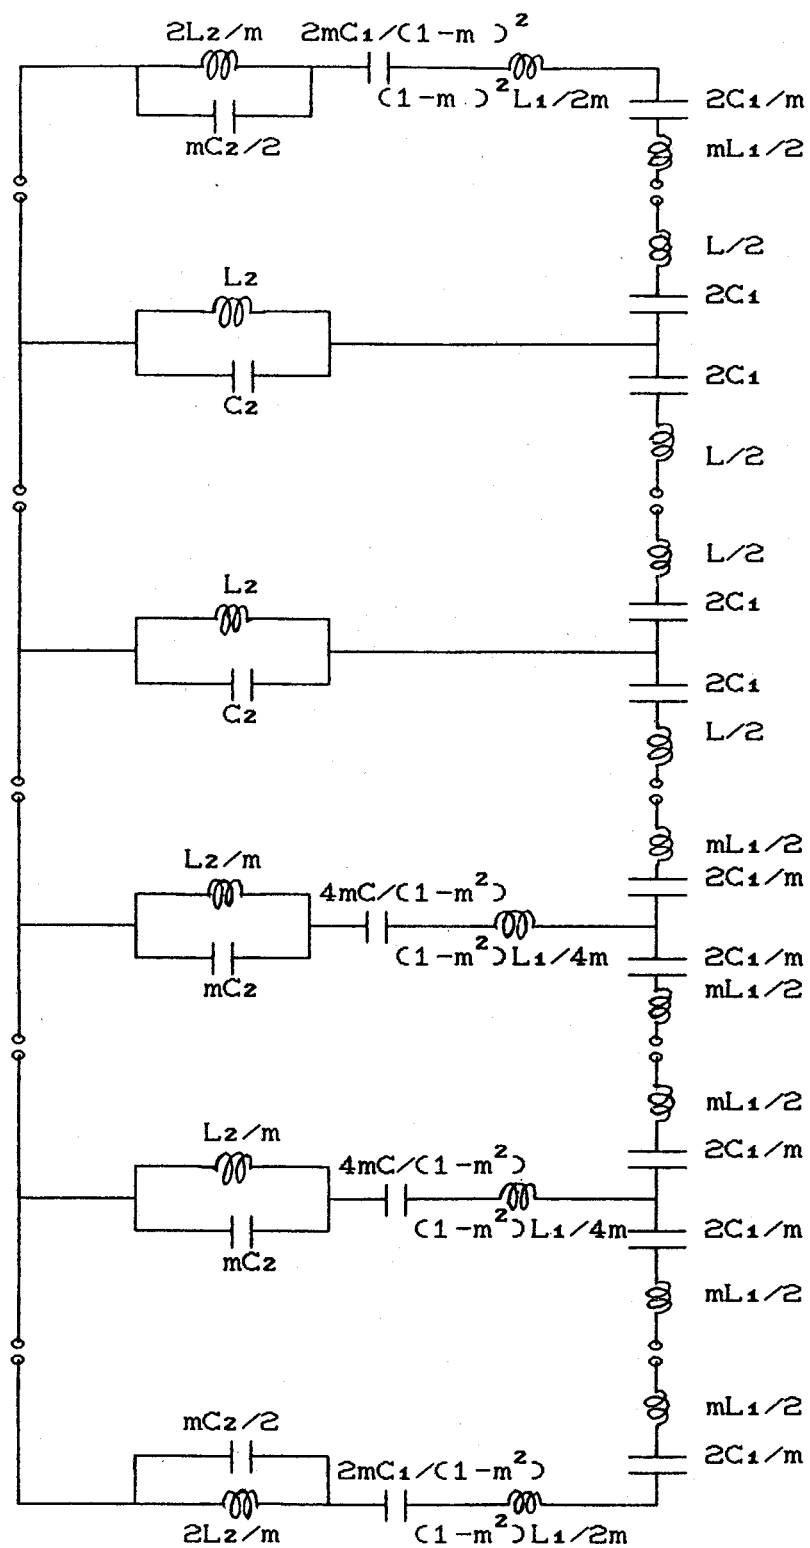 2L₂/m 2mC₁/(1-m )²
(1-m )²L₁/2m 2C₁/m
mC₂/2 mL₁/2
L/2
L₂ 2C₁
2C₁
C₂
L/2
L/2
L₂ 2C₁
2C₁
C₂ L/2
mL₁/2
L₂/m 2C₁/m
4mC/(1-m²)
(1-m²)L₁/4m 2C₁/m
mC₂ mL₁/2
mL₁/2
L₂/m 2C₁/m
4mC/(1-m²)
(1-m²)L₁/4m 2C₁/m
mC₂
mL₁/2
mL₁/2
mC₂/2 2C₁/m
2mC₁/(1-m²)
2L₂/m (1-m²)L₁/2m